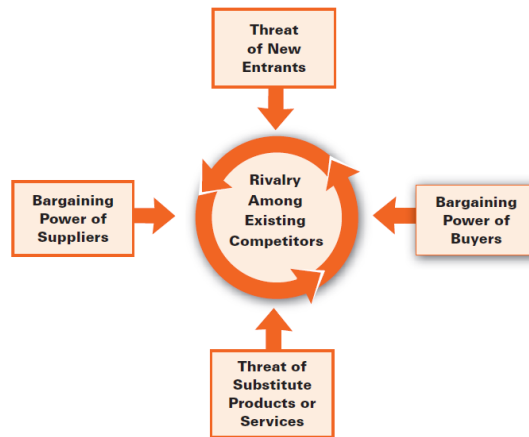 Threat
of New
Entrants
Bargaining
Power of
Suppliers
Rivalry
Among
Existing
Competitors
Bargaining
Power of
Buyers
Threat of
Substitute
Products or
Services